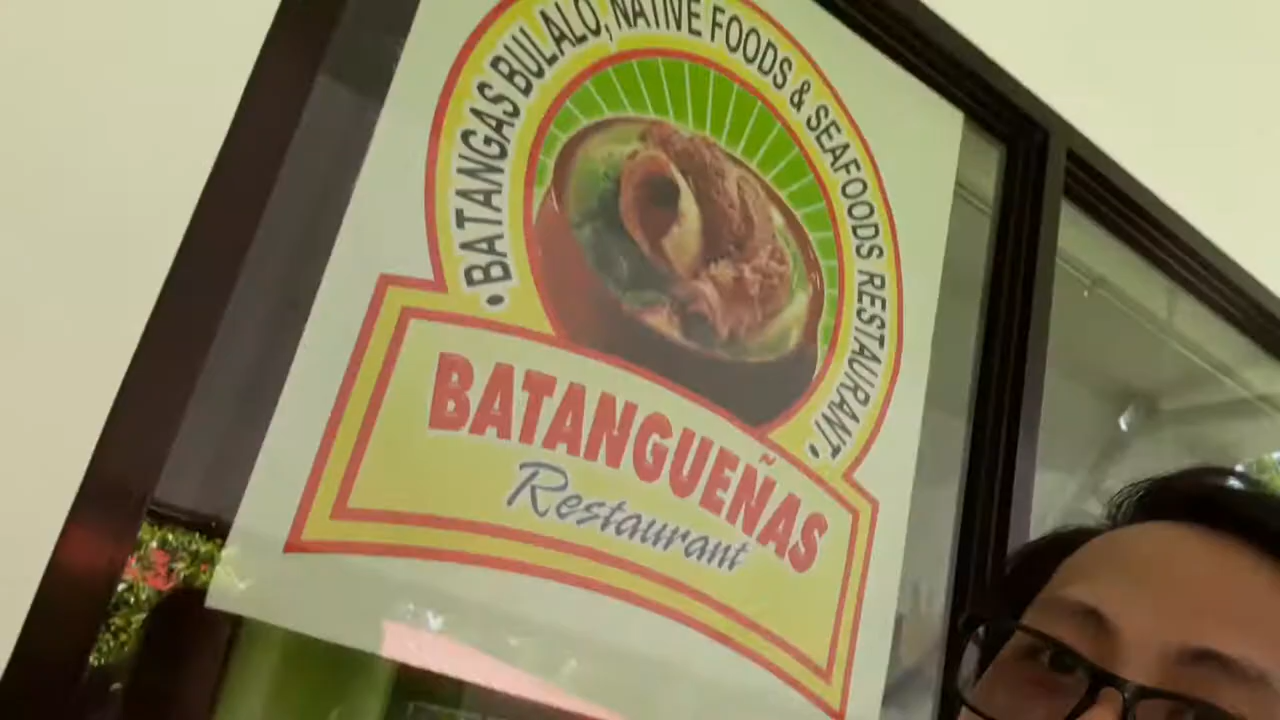 • BATANGAS BULALO, NATIVE FOODS & SEAFOODS RESTAURANT •
BATANGUEÑAS
Restaurant